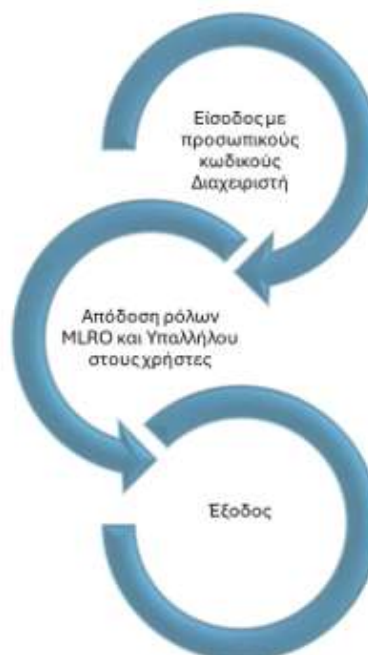 Είσοδος με
προσωπικούς
κωδικούς
Διαχειριστή
Απόδοση ρόλων
MLRO και Υπαλλήλου
στους χρήστες
Έξοδος